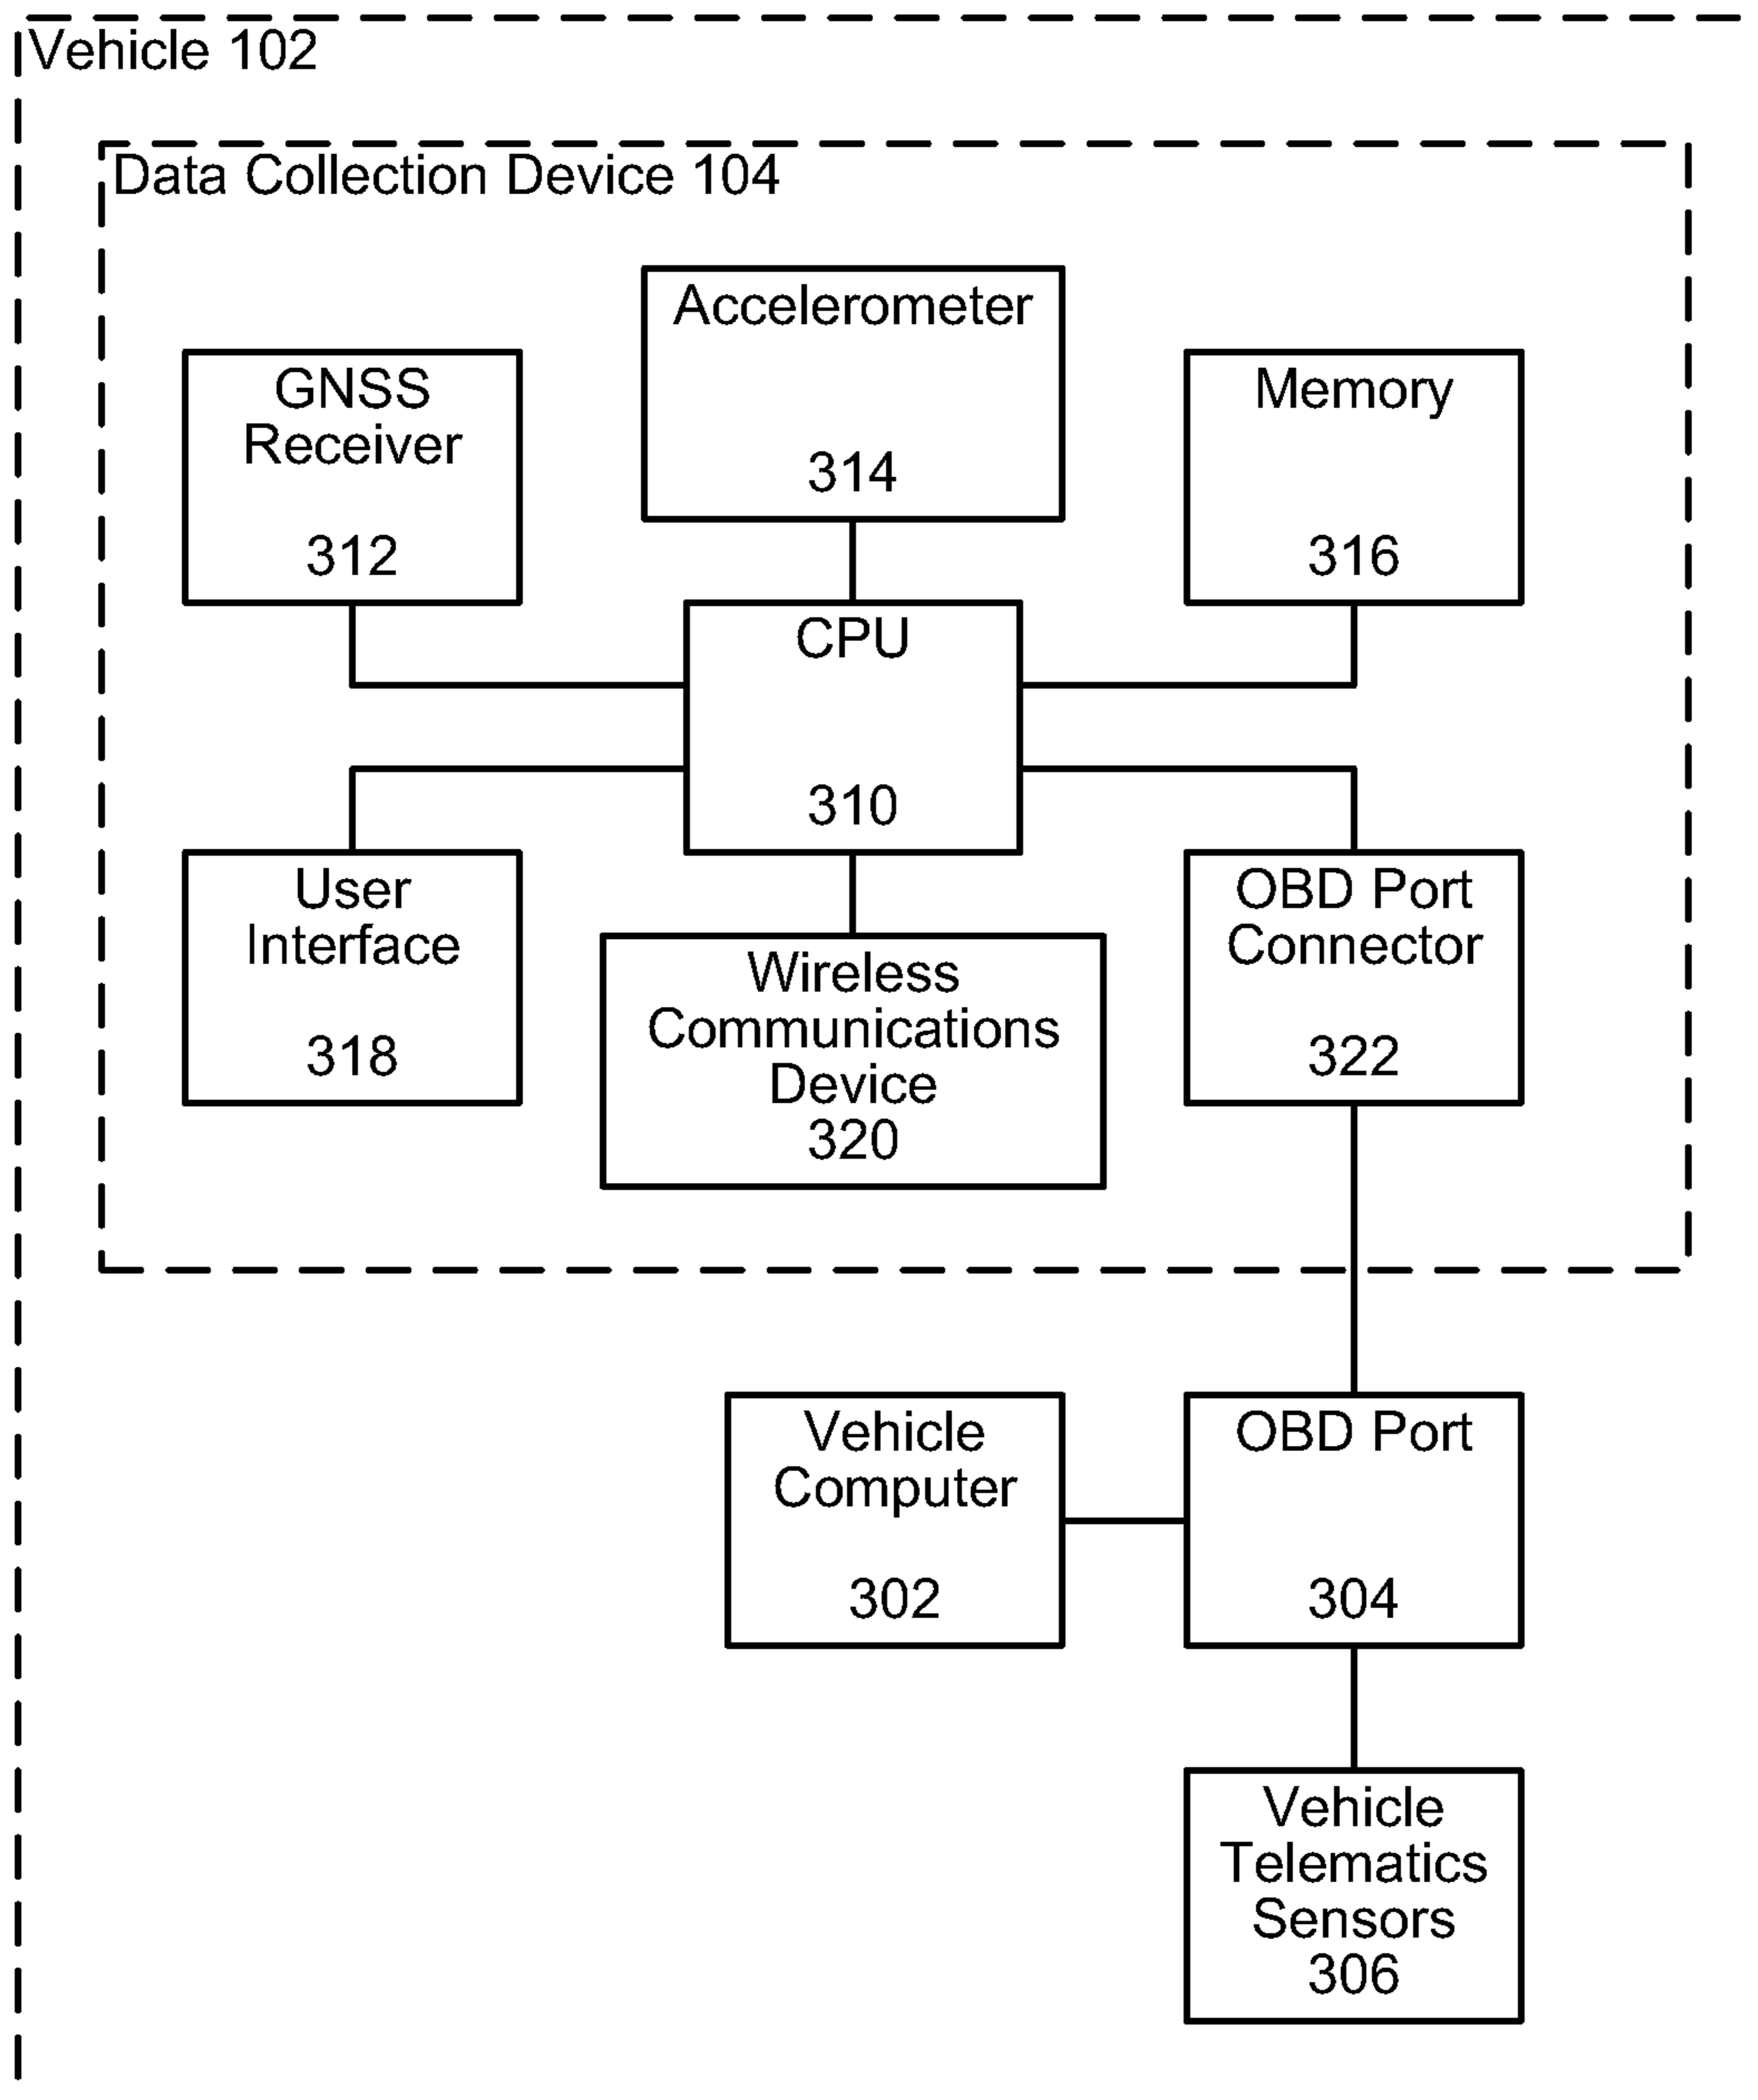 Vehicle 102
Data Collection Device 104
Accelerometer
314
GNSS
Receiver
312
Memory
316
CPU
310
User
Interface
318
Wireless
Communications
Device
320
OBD Port
Connector
322
Vehicle
Computer
302
OBD Port
304
Vehicle
Telematics
Sensors
306